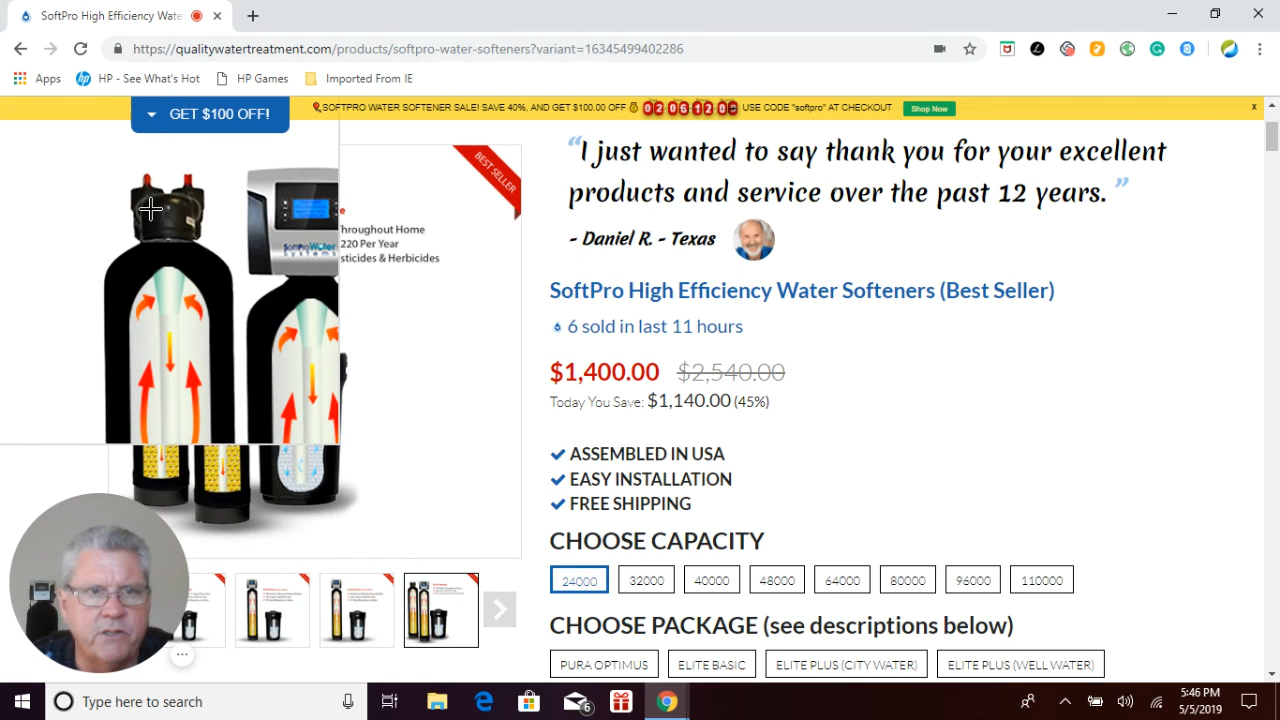 SoftPro High Efficiency Wate
https://qualitywatertreatment.com/products/softpro-water-softeners?variant=16345499402286
Apps HP - See What's Hot HP Games Imported From IE
GET $100 OFF!
SOFTPRO WATER SOFTENER SALE! SAVE 40%, AND GET $100.00 OFF 02 06 12 USE CODE "softpro" AT CHECKOUT Shop Now x
BEST SELLER
SoftProWater
Systems
e
hroughout Home
220 Per Year
sticides & Herbicides
“I just wanted to say thank you for your excellent
products and service over the past 12 years. ”
- Daniel R. - Texas
SoftPro High Efficiency Water Softeners (Best Seller)
6 sold in last 11 hours
$1,400.00 $2,540.00
Today You Save: $1,140.00 (45%)
ASSEMBLED IN USA
EASY INSTALLATION
FREE SHIPPING
CHOOSE CAPACITY
24000 32000 40000 48000 64000 80000 96000 110000
CHOOSE PACKAGE (see descriptions below)
PURA OPTIMUS ELITE BASIC ELITE PLUS (CITY WATER) ELITE PLUS (WELL WATER)
Type here to search
6
5:46 PM
5/5/2019